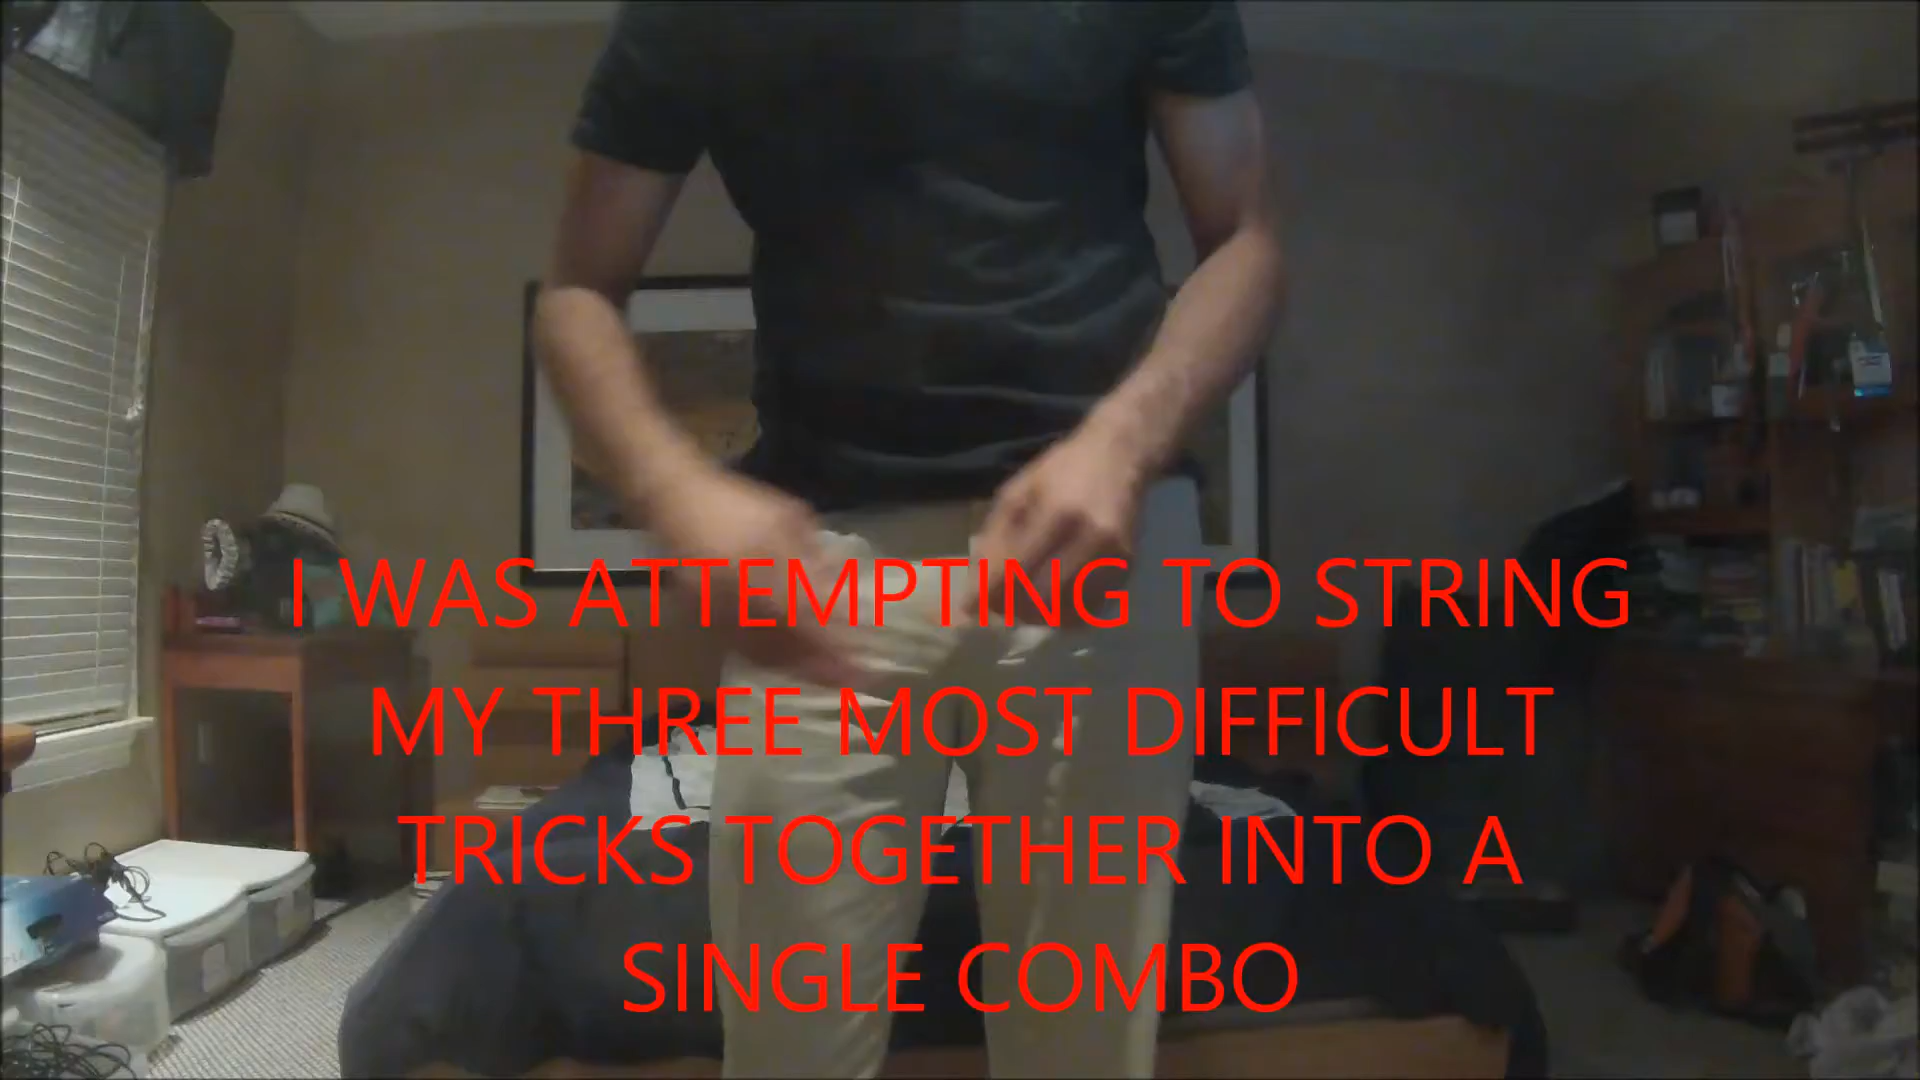 I WAS ATTEMPTING TO STRING
MY THREE MOST DIFFICULT
TRICKS TOGETHER INTO A
SINGLE COMBO